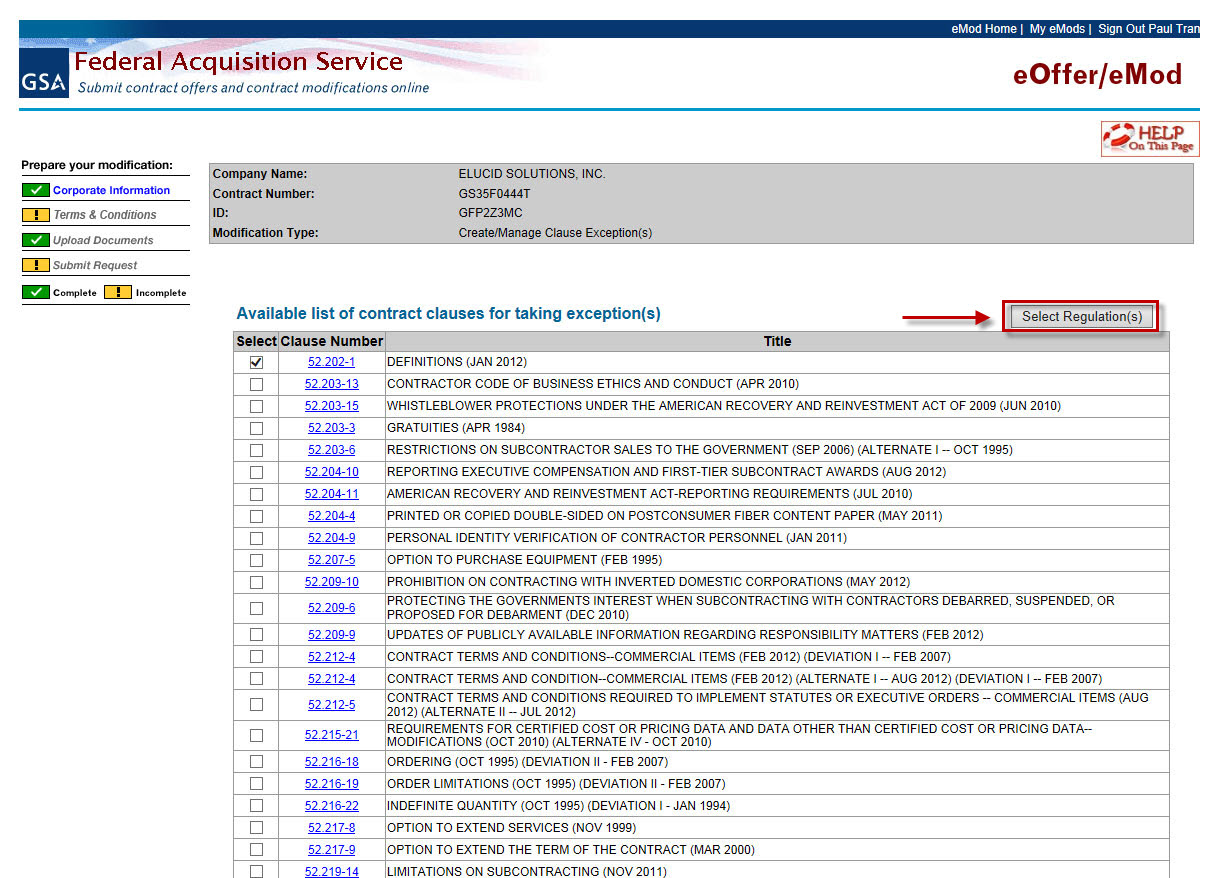 eMod Home | My eMods | Sign Out Paul Tran
GSA
Federal Acquisition Service
Submit contract offers and contract modifications online
eOffer/eMod
HELP
On This Page
Prepare your modification:
Corporate Information
Terms & Conditions
Upload Documents
Submit Request
Complete Incomplete
Company Name: ELUCID SOLUTIONS, INC.
Contract Number: GS35F0444T
ID: GFP2Z3MC
Modification Type: Create/Manage Clause Exception(s)
Available list of contract clauses for taking exception(s)
Select Regulation(s)
Select Clause Number Title
52.202-1 DEFINITIONS (JAN 2012)
52.203-13 CONTRACTOR CODE OF BUSINESS ETHICS AND CONDUCT (APR 2010)
52.203-15 WHISTLEBLOWER PROTECTIONS UNDER THE AMERICAN RECOVERY AND REINVESTMENT ACT OF 2009 (JUN 2010)
52.203-3 GRATUITIES (APR 1984)
52.203-6 RESTRICTIONS ON SUBCONTRACTOR SALES TO THE GOVERNMENT (SEP 2006) (ALTERNATE I -- OCT 1995)
52.204-10 REPORTING EXECUTIVE COMPENSATION AND FIRST-TIER SUBCONTRACT AWARDS (AUG 2012)
52.204-11 AMERICAN RECOVERY AND REINVESTMENT ACT-REPORTING REQUIREMENTS (JUL 2010)
52.204-4 PRINTED OR COPIED DOUBLE-SIDED ON POSTCONSUMER FIBER CONTENT PAPER (MAY 2011)
52.204-9 PERSONAL IDENTITY VERIFICATION OF CONTRACTOR PERSONNEL (JAN 2011)
52.207-5 OPTION TO PURCHASE EQUIPMENT (FEB 1995)
52.209-10 PROHIBITION ON CONTRACTING WITH INVERTED DOMESTIC CORPORATIONS (MAY 2012)
52.209-6 PROTECTING THE GOVERNMENTS INTEREST WHEN SUBCONTRACTING WITH CONTRACTORS DEBARRED, SUSPENDED, OR
PROPOSED FOR DEBARMENT (DEC 2010)
52.209-9 UPDATES OF PUBLICLY AVAILABLE INFORMATION REGARDING RESPONSIBILITY MATTERS (FEB 2012)
52.212-4 CONTRACT TERMS AND CONDITIONS--COMMERCIAL ITEMS (FEB 2012) (DEVIATION I -- FEB 2007)
52.212-4 CONTRACT TERMS AND CONDITION--COMMERCIAL ITEMS (FEB 2012) (ALTERNATE I -- AUG 2012) (DEVIATION I -- FEB 2007)
52.212-5 CONTRACT TERMS AND CONDITIONS REQUIRED TO IMPLEMENT STATUTES OR EXECUTIVE ORDERS -- COMMERCIAL ITEMS (AUG
2012) (ALTERNATE II -- JUL 2012)
52.215-21 REQUIREMENTS FOR CERTIFIED COST OR PRICING DATA AND DATA OTHER THAN CERTIFIED COST OR PRICING DATA--
MODIFICATIONS (OCT 2010) (ALTERNATE IV - OCT 2010)
52.216-18 ORDERING (OCT 1995) (DEVIATION II - FEB 2007)
52.216-19 ORDER LIMITATIONS (OCT 1995) (DEVIATION II - FEB 2007)
52.216-22 INDEFINITE QUANTITY (OCT 1995) (DEVIATION I - JAN 1994)
52.217-8 OPTION TO EXTEND SERVICES (NOV 1999)
52.217-9 OPTION TO EXTEND THE TERM OF THE CONTRACT (MAR 2000)
52.219-14 LIMITATIONS ON SUBCONTRACTING (NOV 2011)